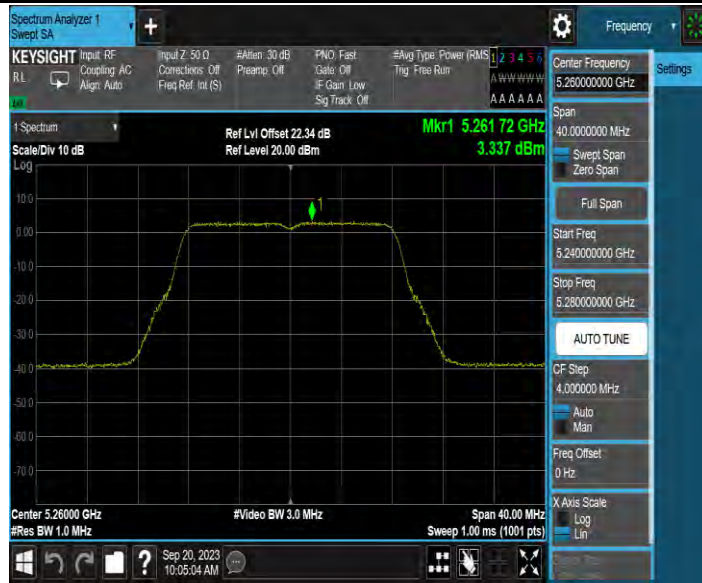 Spectrum Analyzer 1
Swept SA
+
Frequency
KEYSIGHT
RL
Input: RF
Coupling: AC
Align: Auto
Input Z: 50 Ω
Corrections: Off
Freq Ref: Int (S)
#Atten: 30 dB
Preamp: Off
PNO: Fast
Gate: Off
IF Gain: Low
Sig Track: Off
#Avg Type: Power (RMS
Trig: Free Run
1 2 3 4 5 6
A W W W W W
A A A A A A
1 Spectrum
Scale/Div 10 dB
Log
Ref Lvl Offset 22.34 dB
Ref Level 20.00 dBm
Mkr1 5.261 72 GHz
3.337 dBm
1
10.0
0.00
-10.0
-20.0
-30.0
-40.0
-50.0
-60.0
-70.0
Center 5.26000 GHz
#Res BW 1.0 MHz
#Video BW 3.0 MHz
Span 40.00 MHz
Sweep 1.00 ms (1001 pts)
?
Sep 20, 2023
10:05:04 AM
Center Frequency
5.260000000 GHz
Settings
Span
40.0000000 MHz
Swept Span
Zero Span
Full Span
Start Freq
5.240000000 GHz
Stop Freq
5.280000000 GHz
AUTO TUNE
CF Step
4.000000 MHz
Auto
Man
Freq Offset
0 Hz
X Axis Scale
Log
Lin